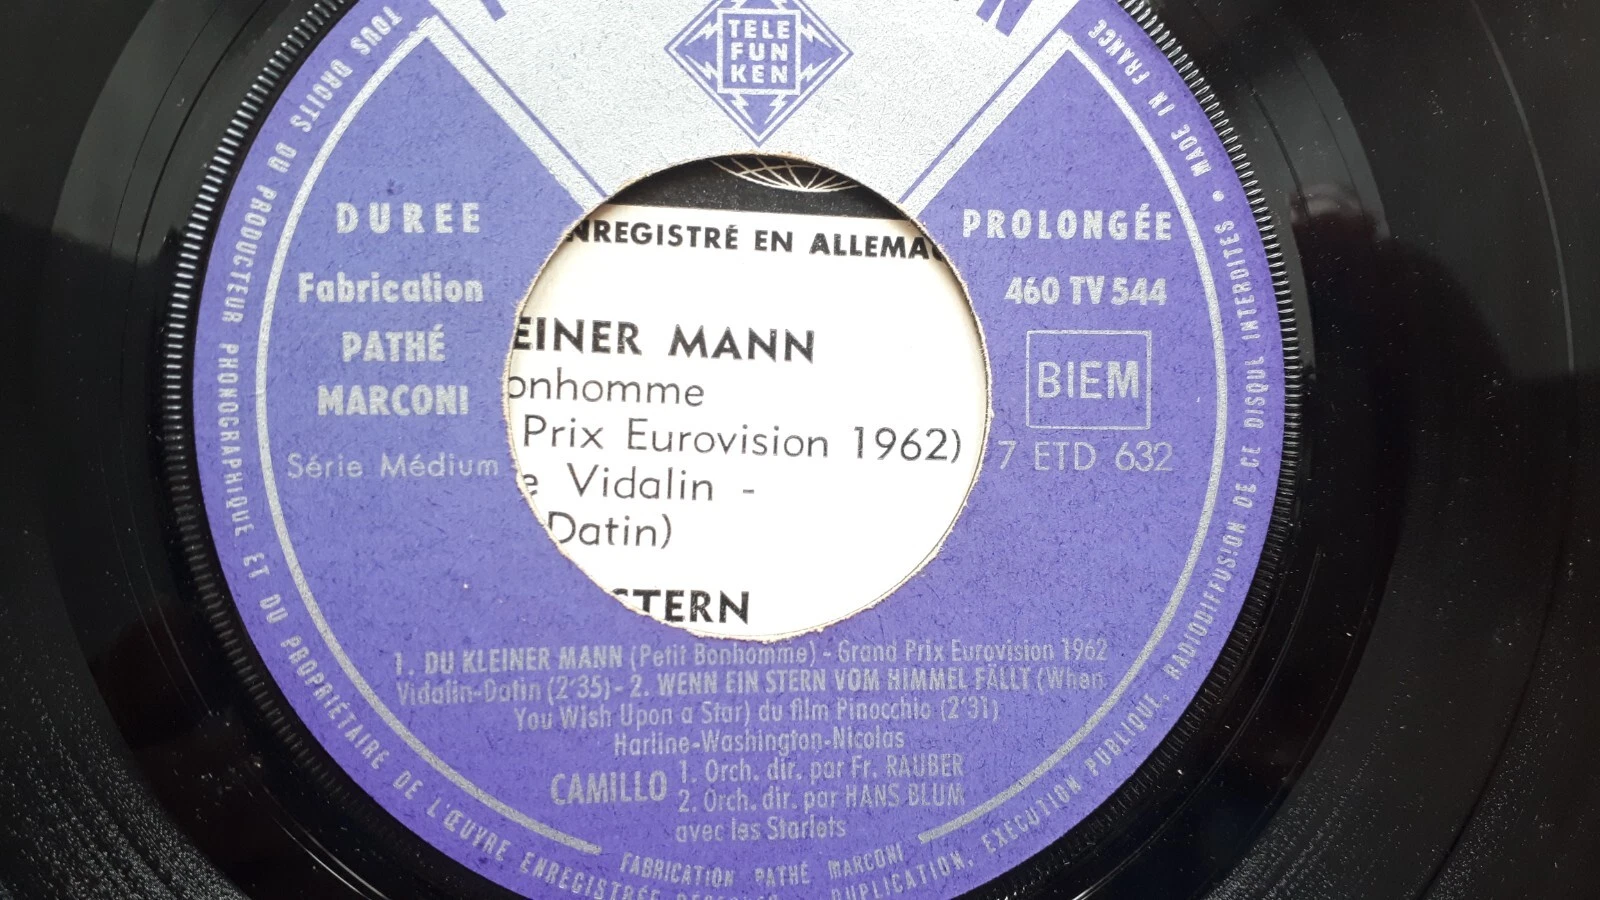 TELE
FUN
KEN
DUREE
PROLONGÉE
Fabrication
PATHÉ
MARCONI
Série Médium
460 TV 544
BIEM
7 ETD 632
NREGISTRÉ EN ALLEMA
EINER MANN
onhomme
Prix Eurovision 1962)
e Vidalin -
Datin)
STERN
1. DU KLEINER MANN (Petit Bonhomme) - Grand Prix Eurovision 1962
Vidalin-Datin (2'35) - 2. WENN EIN STERN VOM HIMMEL FÄLLT (When
You Wish Upon a Star) du film Pinocchio (2'31)
Harline-Washington-Nicolas
CAMILLO 1. Orch. dir. par Fr. RAUBER
2. Orch. dir. par HANS BLUM
avec les Starlets
FABRICATION PATHÉ MARCONI
TOUS DROITS DU PRODUCTEUR PHONOGRAPHIQUE ET DU PROPRIÉTAIRE DE L'ŒUVRE ENREGISTRÉE RÉSERVÉS - DUPLICATION, EXÉCUTION PUBLIQUE, RADIODIFFUSION DE CE DISQUE INTERDITES • MADE IN FRANCE